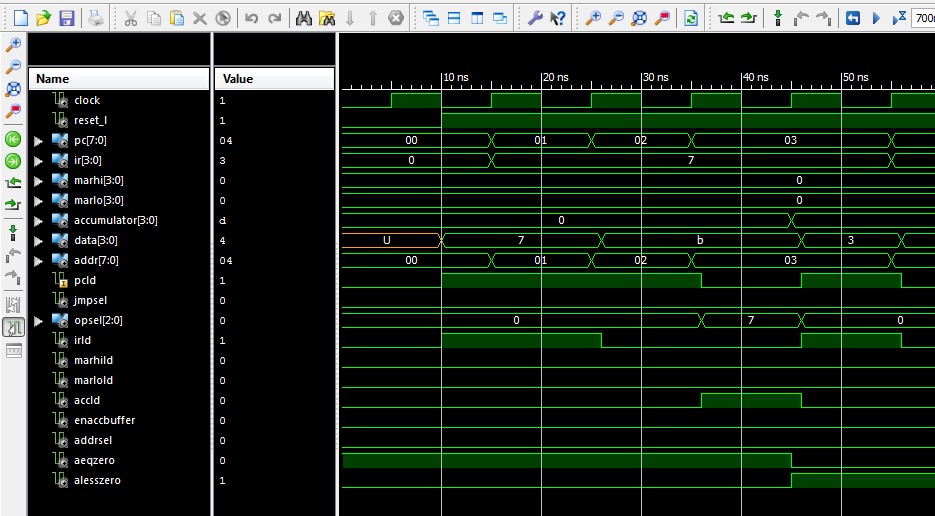 700n
Name Value
10 ns 20 ns 30 ns 40 ns 50 ns
clock 1
reset_l 1
pc[7:0] 04 00 01 02 03
ir[3:0] 3 0 7
marhi[3:0] 0 0
marlo[3:0] 0 0
accumulator[3:0] d 0
data[3:0] 4 U 7 b 3
addr[7:0] 04 00 01 02 03
pcld 1
jmpsel 0
opsel[2:0] 0 0 7 0
irld 1
marhild 0
marlold 0
accld 0
enaccbuffer 0
addrsel 0
aeqzero 0
alesszero 1